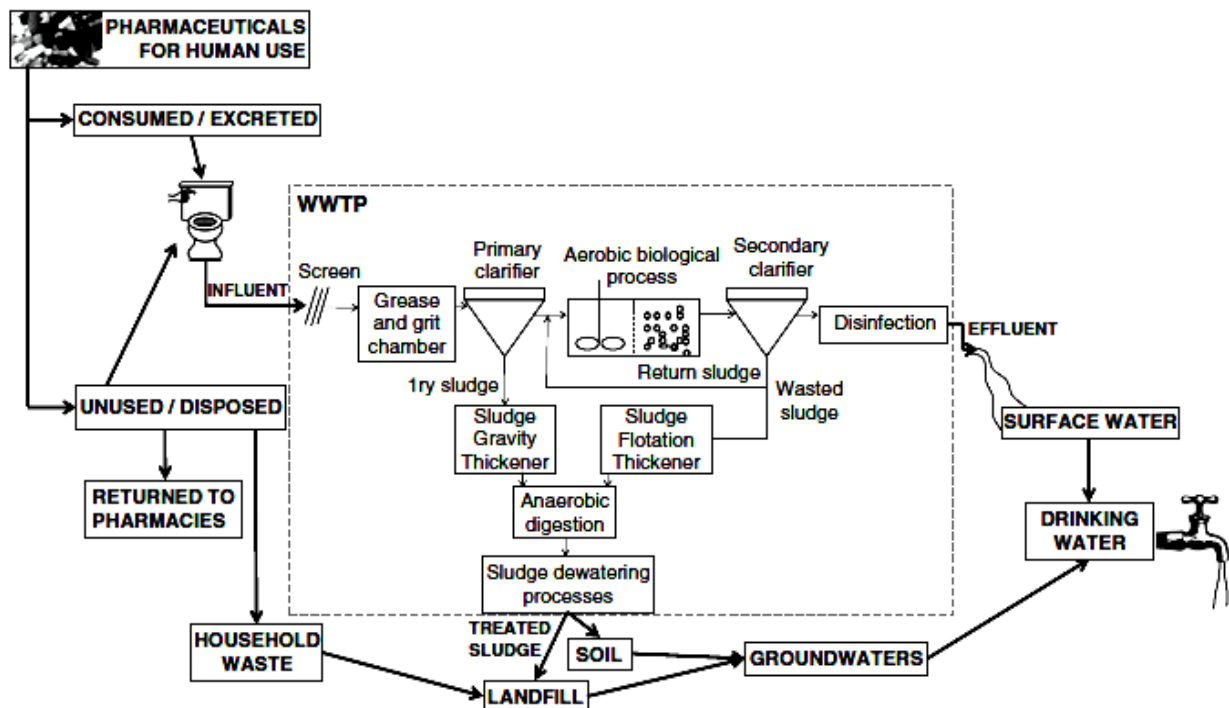 PHARMACEUTICALS
FOR HUMAN USE
CONSUMED / EXCRETED
WWTP
INFLUENT
Screen
Grease
and grit
chamber
Primary
clarifier
Aerobic biological
process
Secondary
clarifier
Disinfection
EFFLUENT
1ry sludge
Return sludge
Wasted
sludge
UNUSED / DISPOSED
Sludge
Gravity
Thickener
Sludge
Flotation
Thickener
SURFACE WATER
RETURNED TO
PHARMACIES
Anaerobic
digestion
DRINKING
WATER
Sludge dewatering
processes
HOUSEHOLD
WASTE
TREATED
SLUDGE
SOIL
GROUNDWATERS
LANDFILL